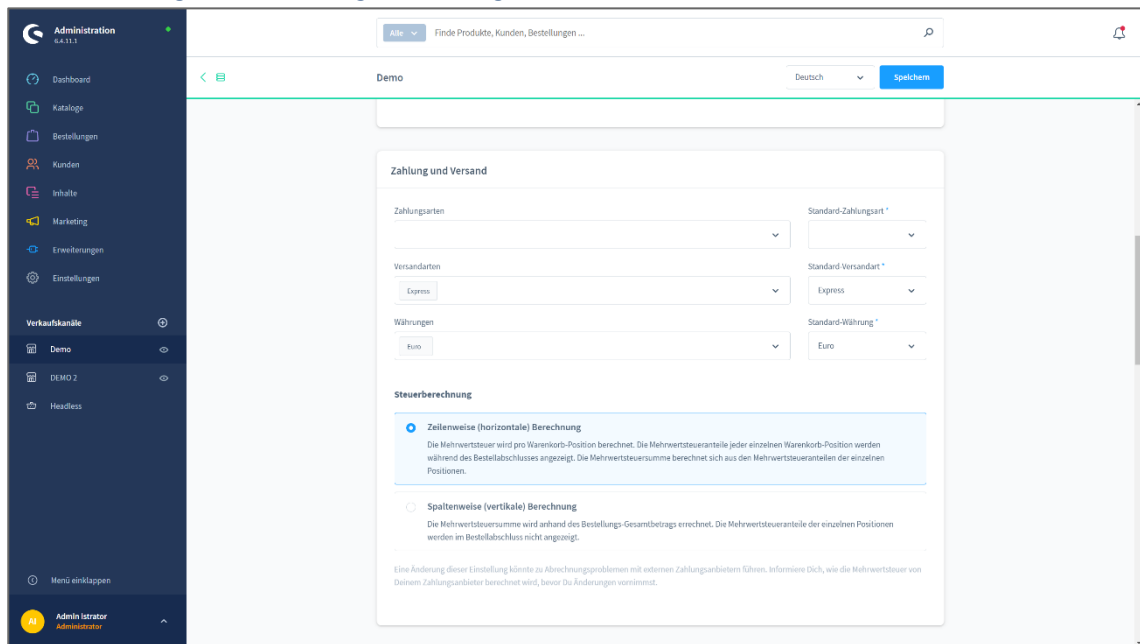 Administration
6.4.11.1
Alle
Finde Produkte, Kunden, Bestellungen ...
Demo
Deutsch
Speichern
Dashboard
Kataloge
Bestellungen
Kunden
Inhalte
Marketing
Erweiterungen
Einstellungen
Verkaufskanäle
Demo
DEMO 2
Headless
Menü einklappen
AI
Admin Istrator
Administrator
Zahlung und Versand
Zahlungsarten
Standard-Zahlungsart *
Versandarten
Standard-Versandart *
Express
Express
Währungen
Standard-Währung *
Euro
Euro
Steuerberechnung
Zeilenweise (horizontale) Berechnung
Die Mehrwertsteuer wird pro Warenkorb-Position berechnet. Die Mehrwertsteueranteile jeder einzelnen Warenkorb-Position werden
während des Bestellabschlusses angezeigt. Die Mehrwertsteuersumme berechnet sich aus den Mehrwertsteueranteilen der einzelnen
Positionen.
Spaltenweise (vertikale) Berechnung
Die Mehrwertsteuersumme wird anhand des Bestellungs-Gesamtbetrags errechnet. Die Mehrwertsteueranteile der einzelnen Positionen
werden im Bestellabschluss nicht angezeigt.
Eine Änderung dieser Einstellung könnte zu Abrechnungsproblemen mit externen Zahlungsanbietern führen. Informiere Dich, wie die Mehrwertsteuer von
Deinem Zahlungsanbieter berechnet wird, bevor Du Änderungen vornimmst.